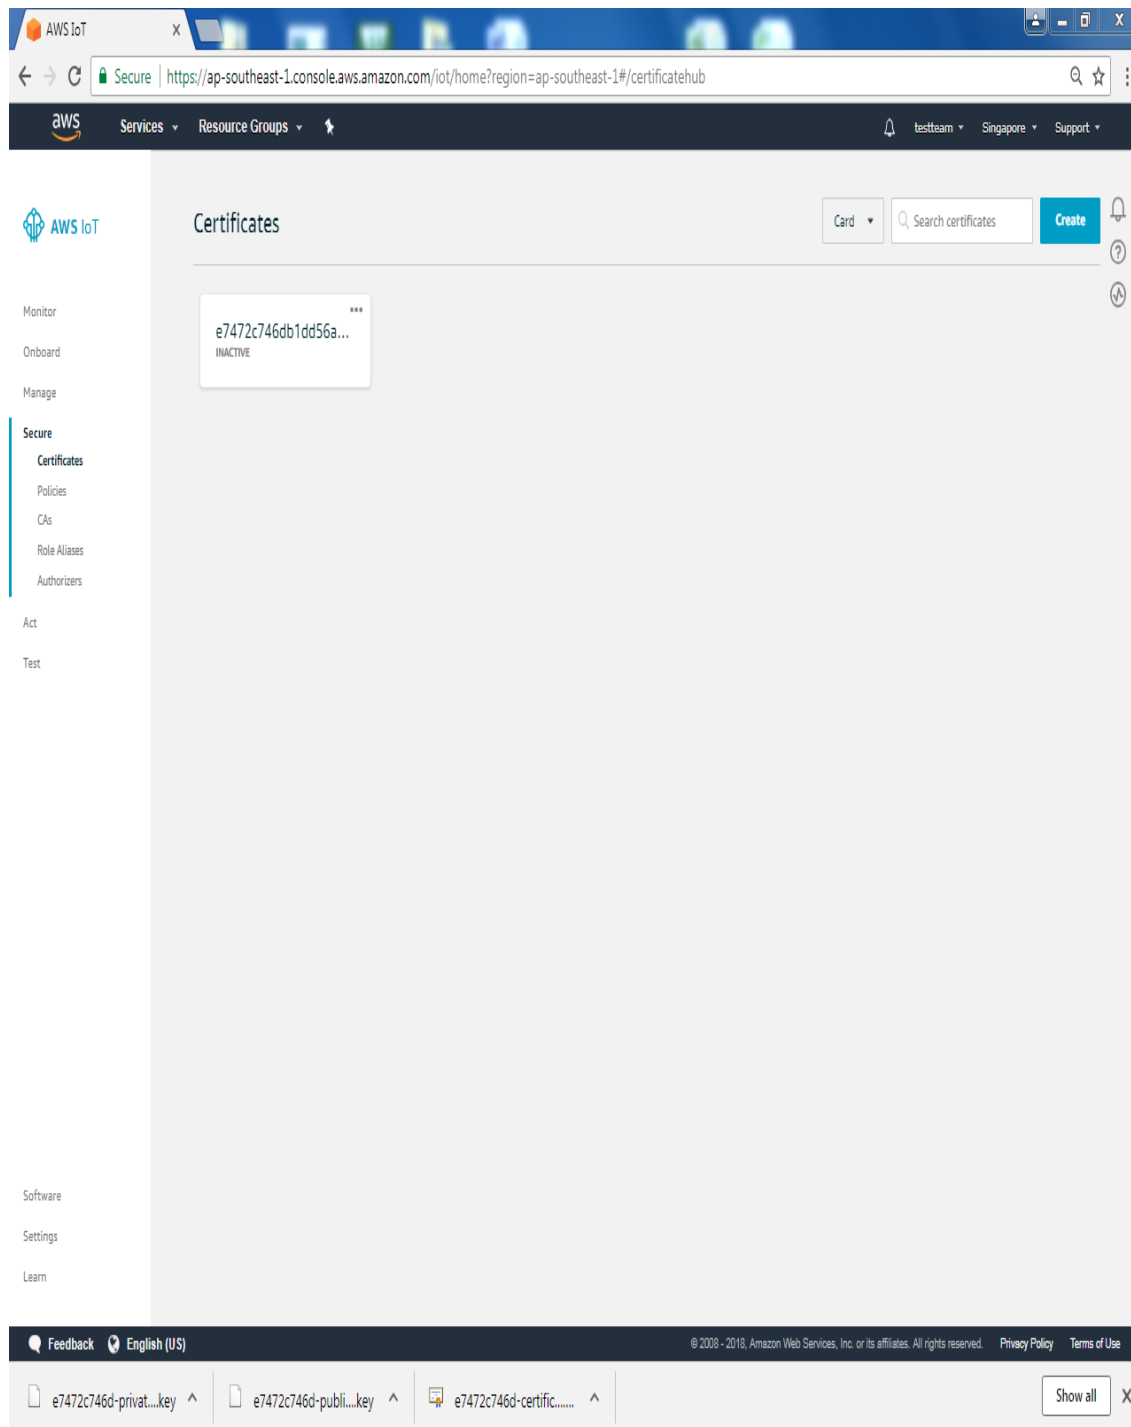 AWS IoT
Secure https://ap-southeast-1.console.aws.amazon.com/iot/home?region=ap-southeast-1#/certificatehub
aws Services Resource Groups testteam Singapore Support
AWS IoT
Certificates Card Search certificates Create
Monitor
e7472c746db1dd56a...
Onboard
INACTIVE
Manage
Secure
Certificates
Policies
CAs
Role Aliases
Authorizers
Act
Test
Software
Settings
Learn
Feedback English (US) © 2008 - 2018, Amazon Web Services, Inc. or its affiliates. All rights reserved. Privacy Policy Terms of Use
e7472c746d-privat....key e7472c746d-publi....key e7472c746d-certific....... Show all